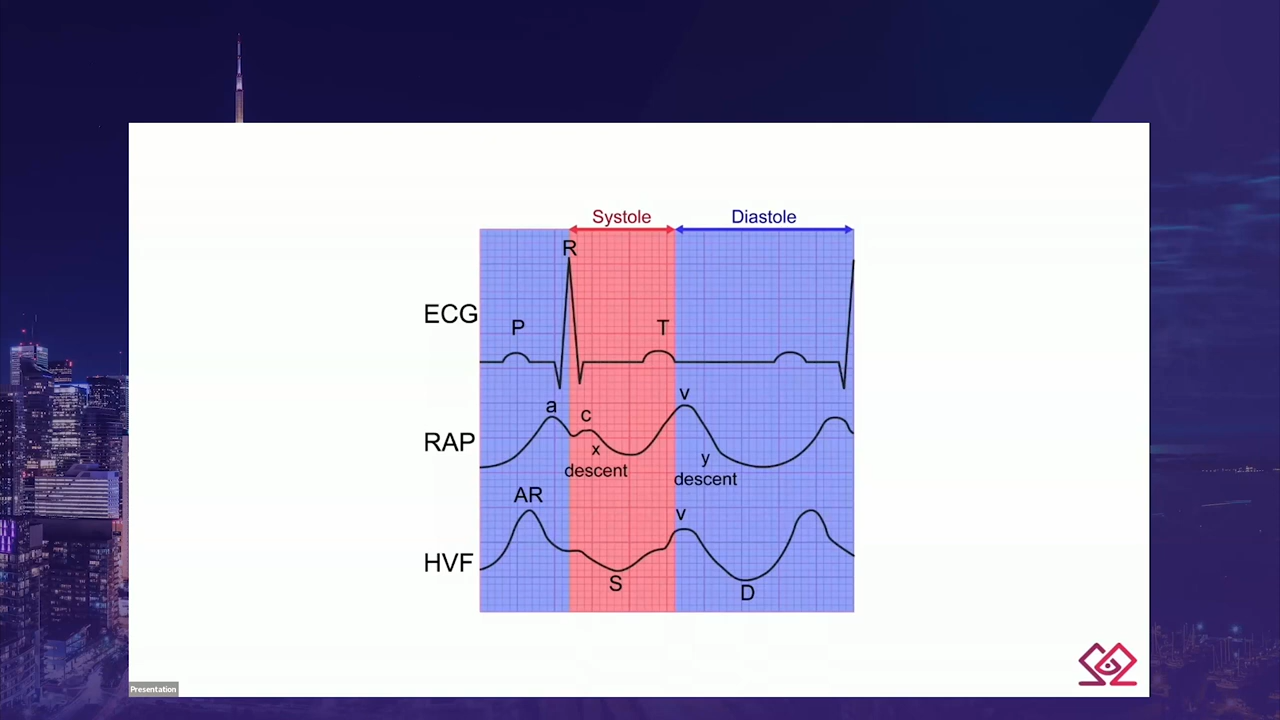 Systole
Diastole
R
ECG
P
T
v
a
c
RAP
x
descent
y
descent
AR
v
HVF
S
D
Presentation